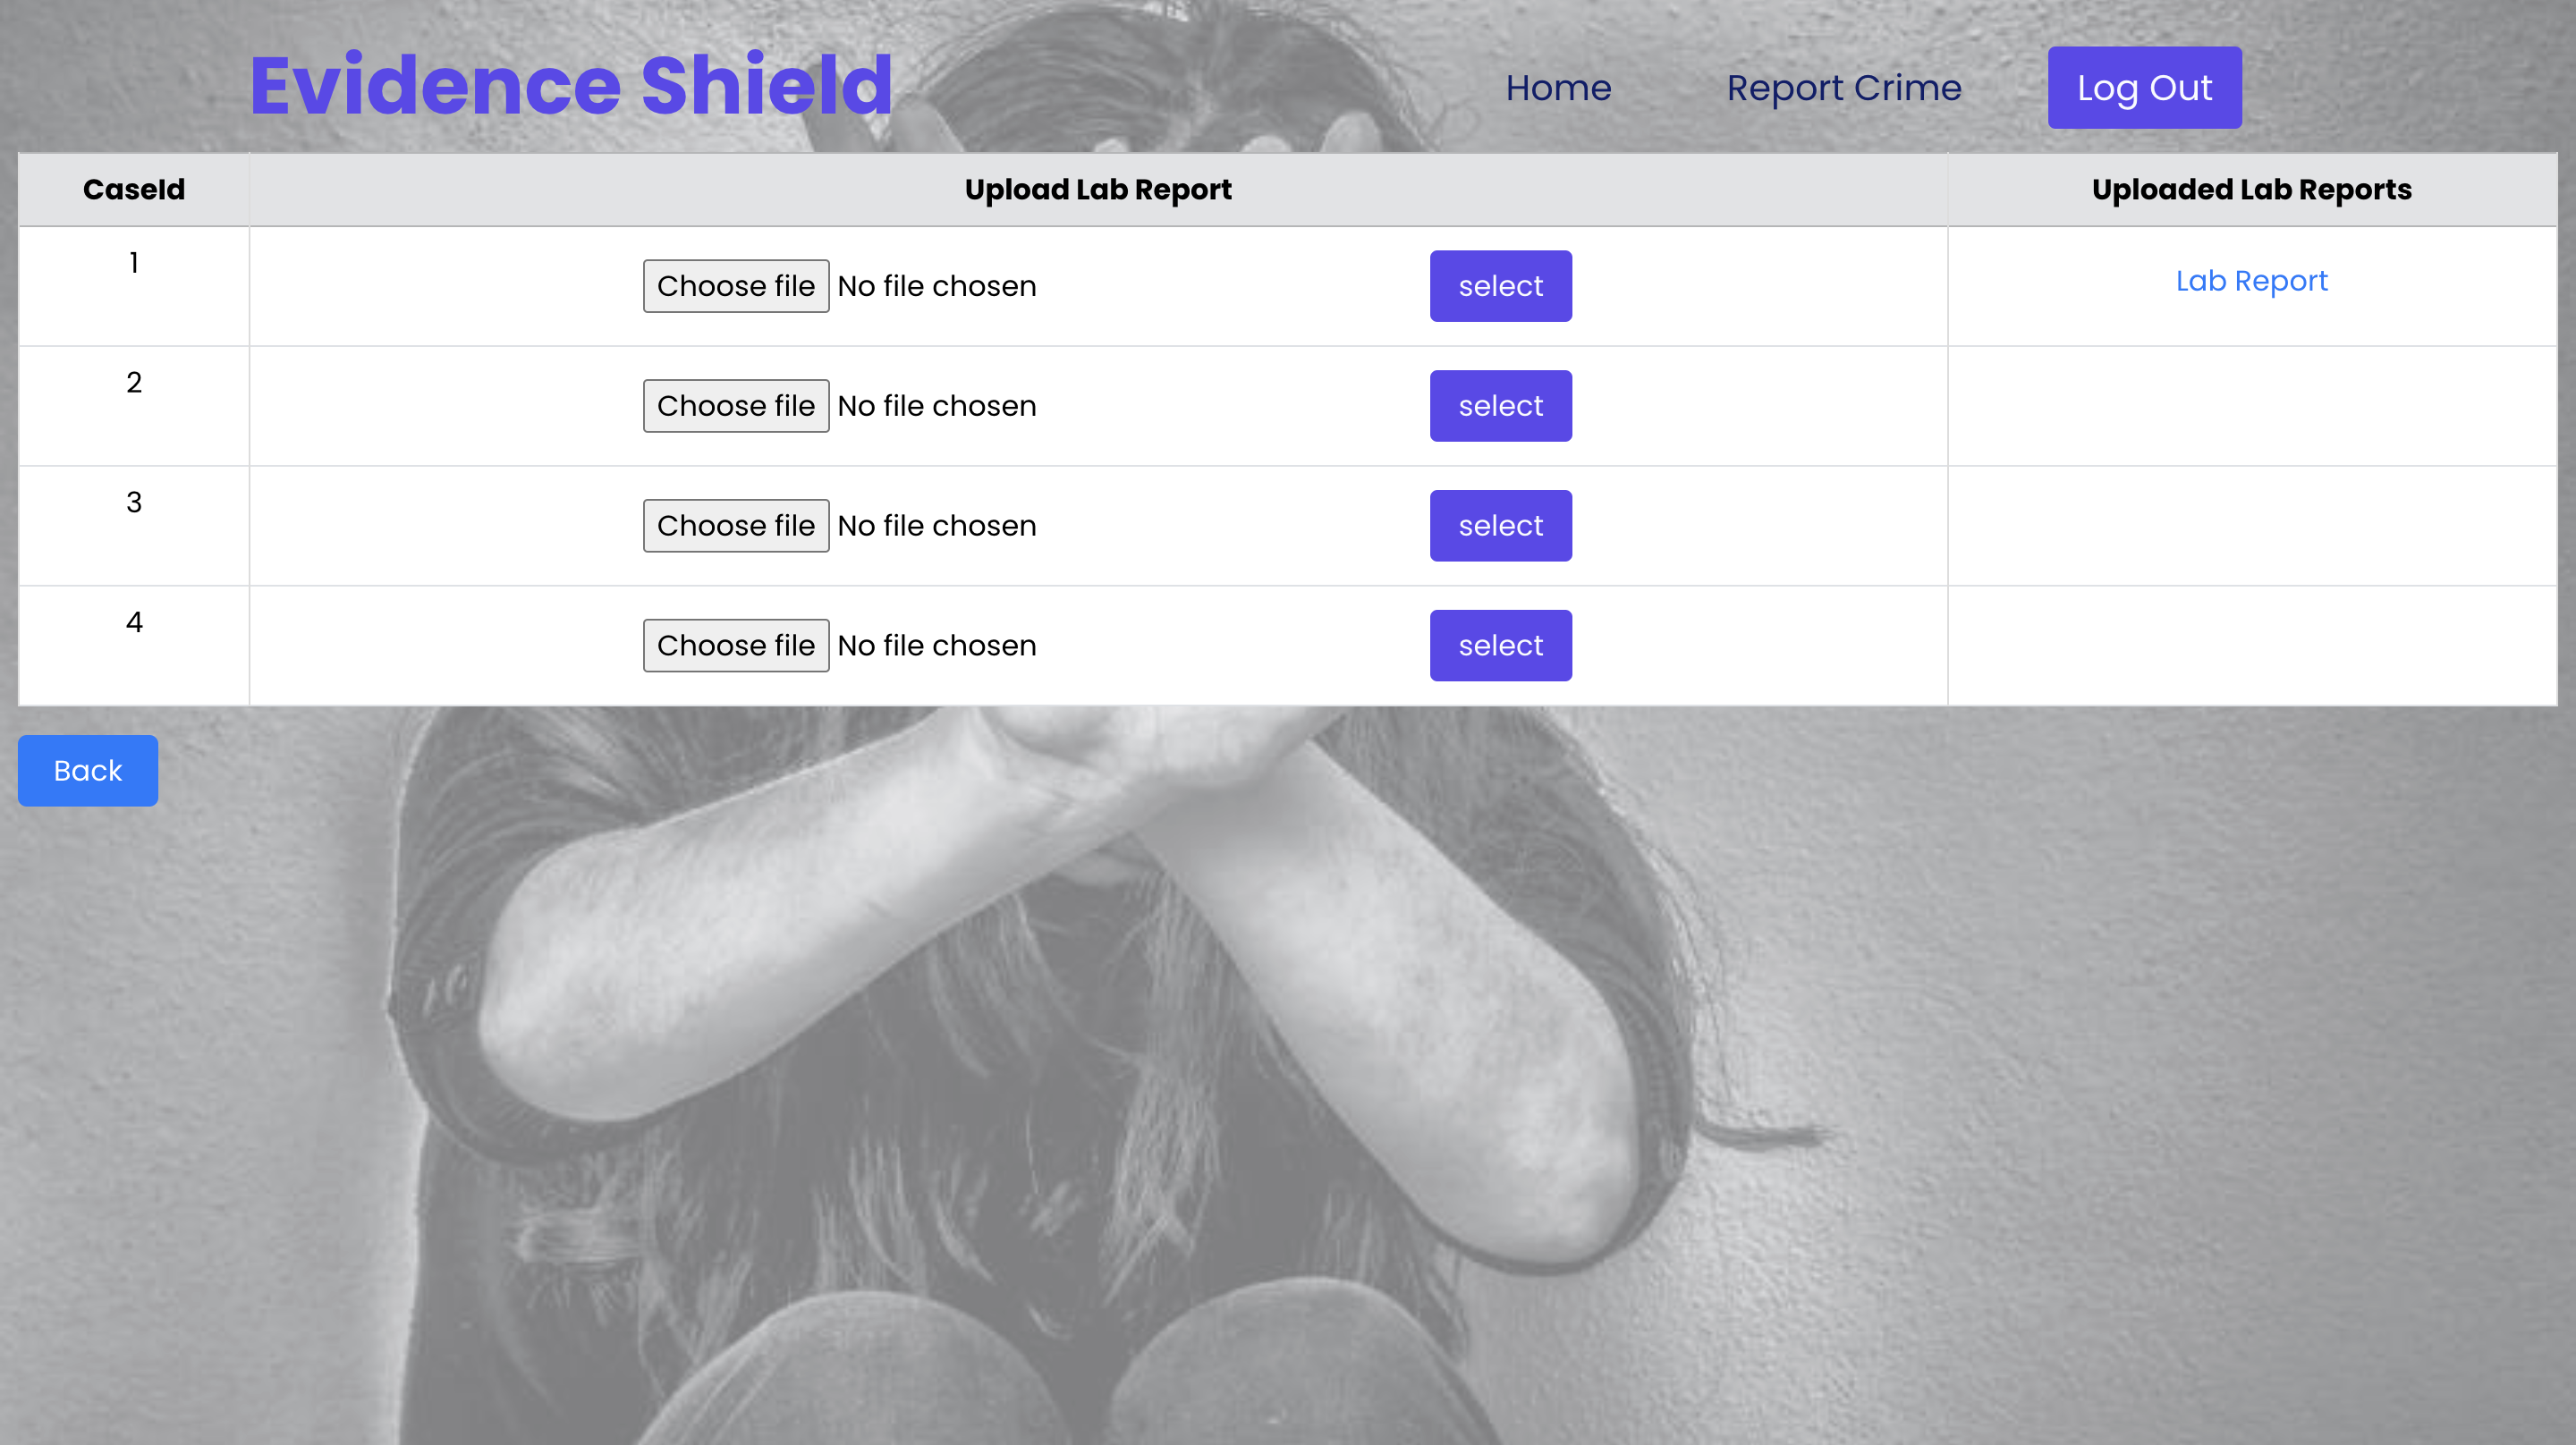 Evidence Shield
Home
Report Crime
Log Out
CaseId
Upload Lab Report
Uploaded Lab Reports
1
Choose file No file chosen
select
Lab Report
2
Choose file No file chosen
select
3
Choose file No file chosen
select
4
Choose file No file chosen
select
Back